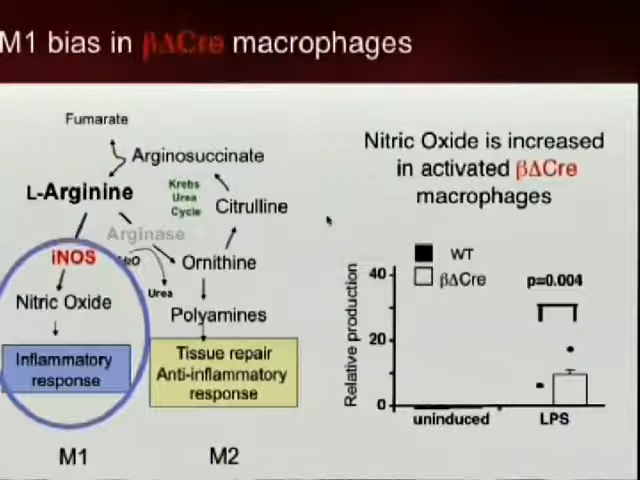 M1 bias in βΔCre macrophages
Fumarate
Arginosuccinate
L-Arginine
Krebs
Urea
Cycle
Citrulline
Arginase
iNOS
Ornithine
Nitric Oxide
Urea
Polyamines
Inflammatory
response
Tissue repair
Anti-inflammatory
response
M1
M2
Nitric Oxide is increased
in activated βΔCre
macrophages
WT
βΔCre
p=0.004
Relative production
40
20
0
uninduced
LPS